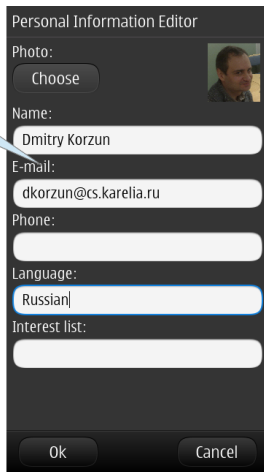 Personal Information Editor
Photo:
Choose
Name:
Dmitry Korzun
E-mail:
dkorzun@cs.karelia.ru
Phone:
Language:
Russian
Interest list:
Ok Cancel